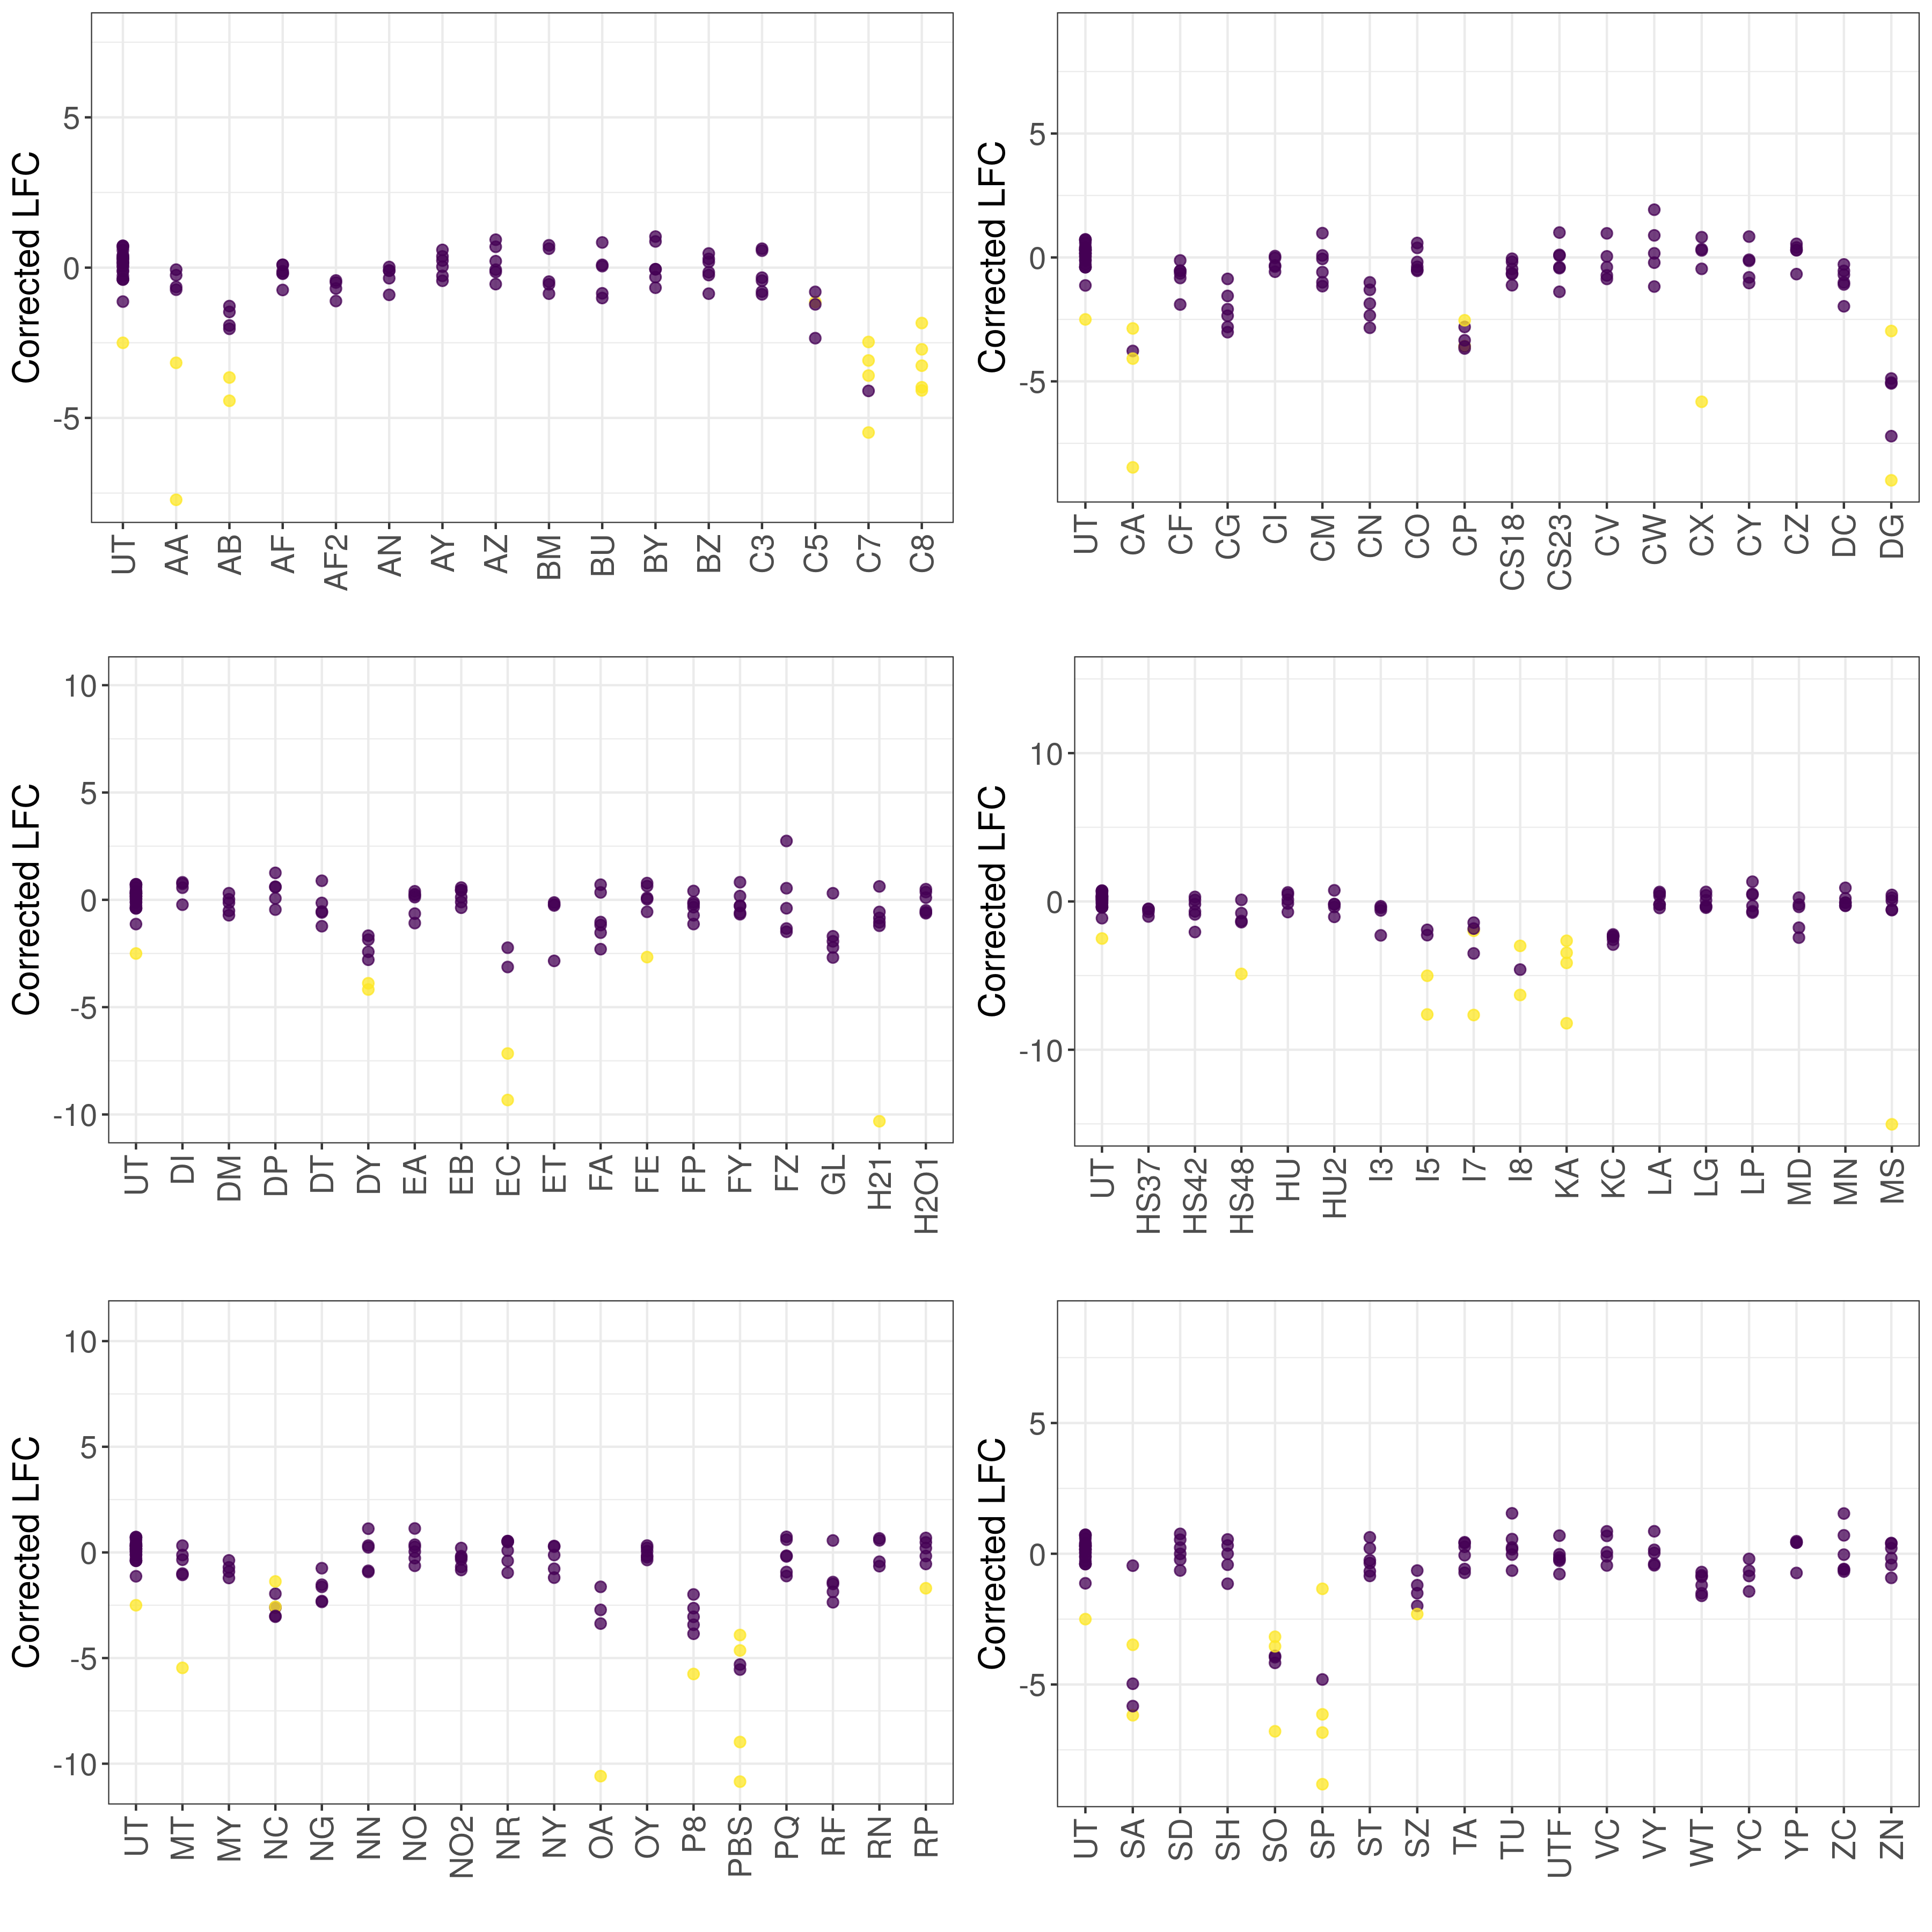 Corrected LFC
5
0
-5
UT AA AB AF AF2 AN AY AZ BM BU BY BZ C3 C5 C7 C8
Corrected LFC
5
0
-5
UT CA CF CG CI CM CN CO CP CS18 CS23 CV CW CX CY CZ DC DG
Corrected LFC
10
5
0
-5
-10
UT DI DM DP DT DY EA EB EC ET FA FE FP FY FZ GL H21 H2O1
Corrected LFC
10
0
-10
UT HS37 HS42 HS48 HU HU2 I3 I5 I7 I8 KA KC LA LG LP MD MN MS
Corrected LFC
10
5
0
-5
-10
UT MT MY NC NG NN NO NO2 NR NY OA OY P8 PBS PQ RF RN RP
Corrected LFC
5
0
-5
UT SA SD SH SO SP ST SZ TA TU UTF VC VY WT YC YP ZC ZN